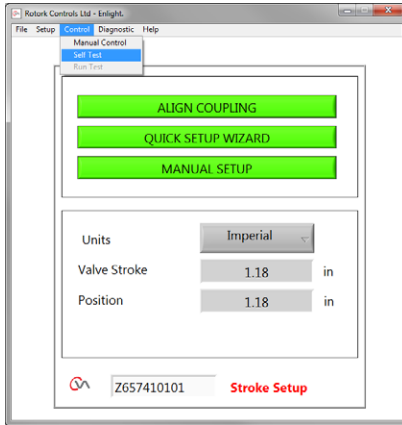 Rotork Controls Ltd - Enlight.
File Setup Control Diagnostic Help
Manual Control
Self Test
Run Test
ALIGN COUPLING
QUICK SETUP WIZARD
MANUAL SETUP
Units Imperial
Valve Stroke 1.18 in
Position 1.18 in
Z657410101 Stroke Setup